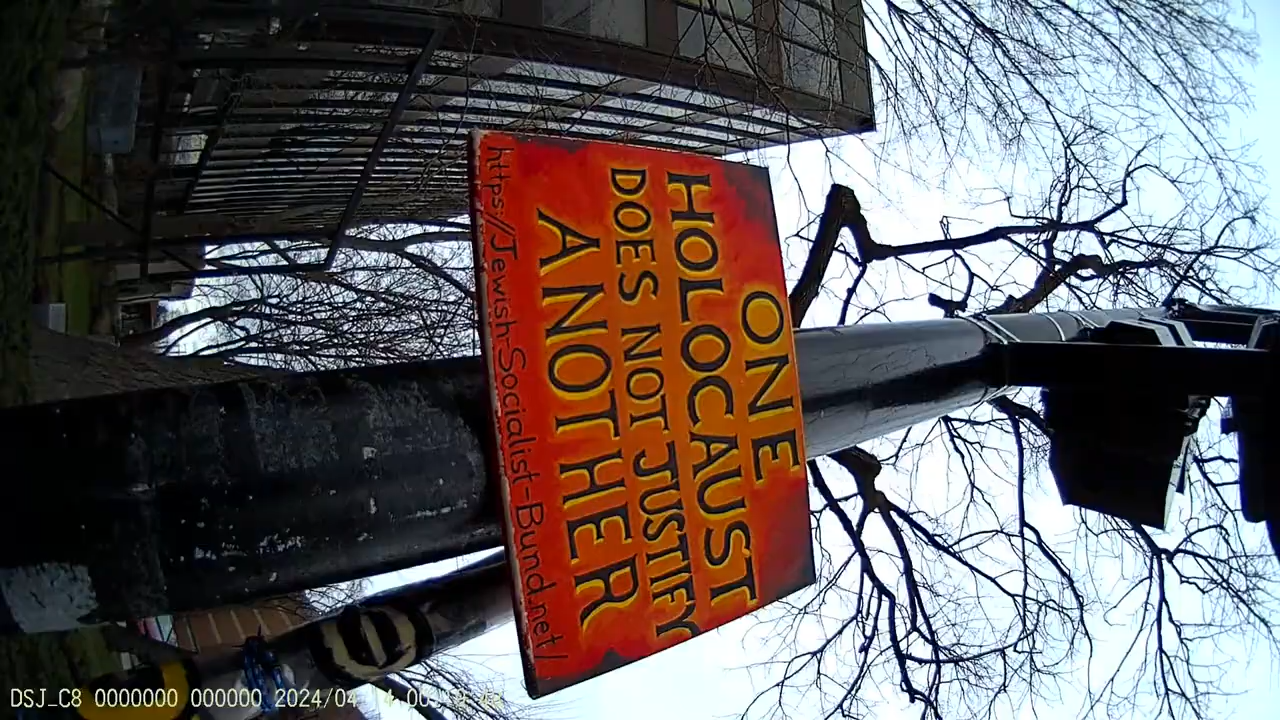 ONE
HOLOCAUST
DOES NOT JUSTIFY
ANOTHER
https://Jewish-Socialist-Bund.net/
DSJ_C8 0000000 000000 2024/04